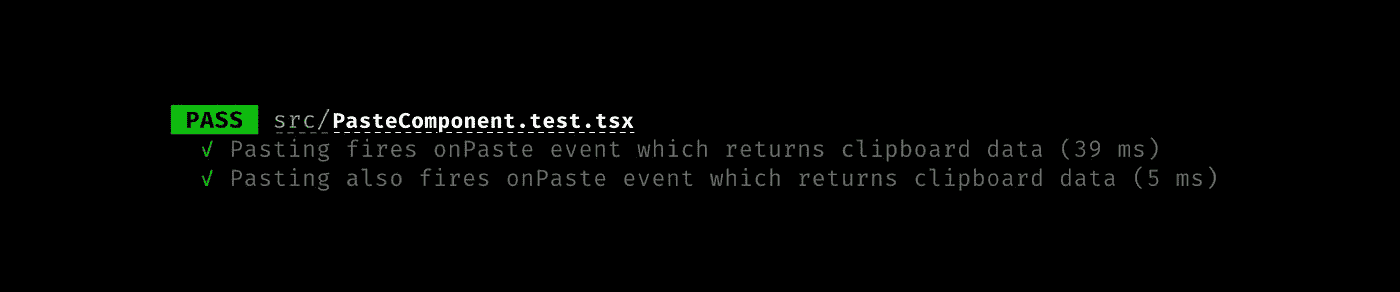 PASS src/PasteComponent.test.tsx
√ Pasting fires onPaste event which returns clipboard data (39 ms)
√ Pasting also fires onPaste event which returns clipboard data (5 ms)